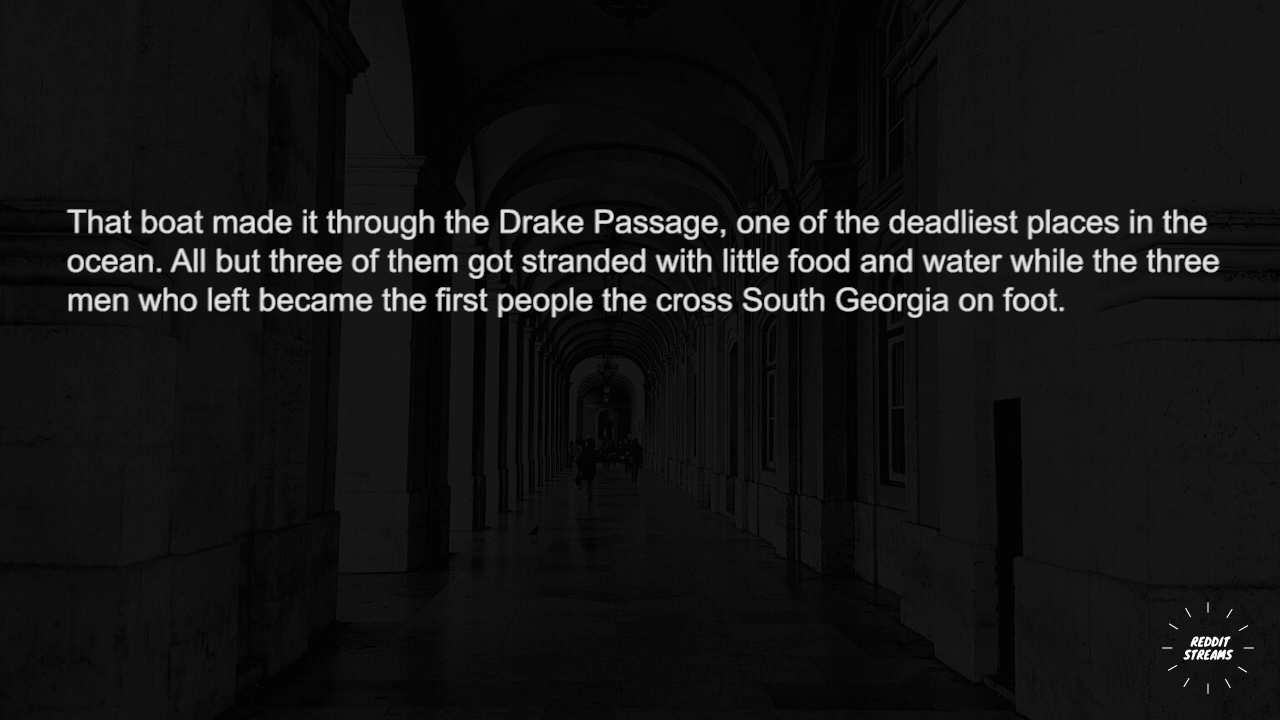 That boat made it through the Drake Passage, one of the deadliest places in the
ocean. All but three of them got stranded with little food and water while the three
men who left became the first people the cross South Georgia on foot.
REDDIT
STREAMS